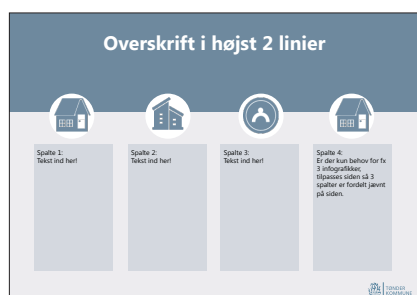 Overskrift i højst 2 linier
Spalte 1:
Tekst ind her!
Spalte 2:
Tekst ind her!
Spalte 3:
Tekst ind her!
Spalte 4:
Er der kun behov for fx
3 infografikker,
tilpasses siden så 3
spalter er fordelt jævnt
på siden.
TØNDER
KOMMUNE